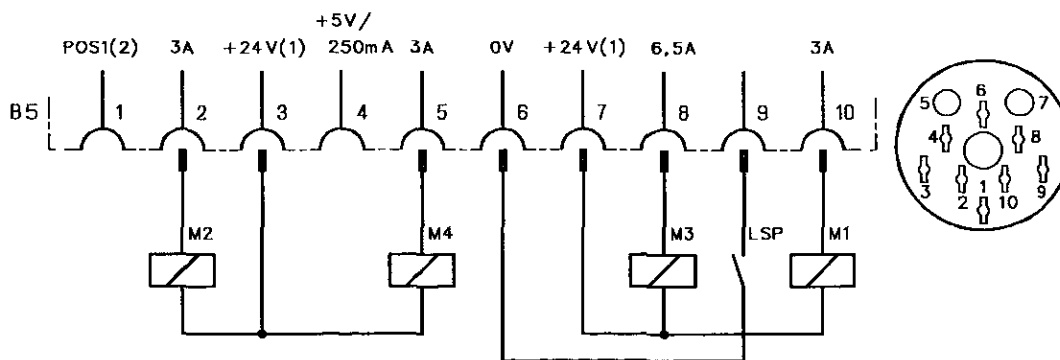 +5V/
POS1(2) 3A +24V(1) 250mA 3A 0V +24V(1) 6,5A 3A
B5 1 2 3 4 5 6 7 8 9 10
M2 M4 M3 LSP M1
6
5 7
4 8
3 2 1 10 9